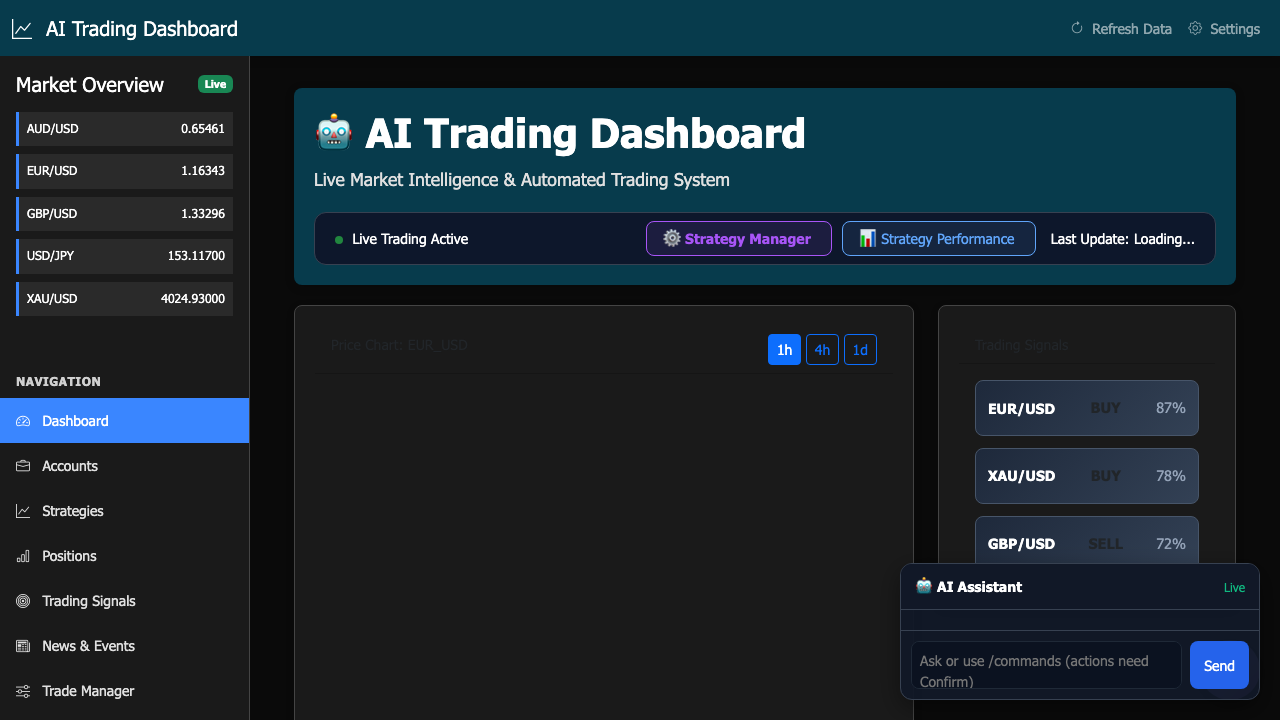 AI Trading Dashboard
Refresh Data
Settings
Market Overview
Live
AUD/USD 0.65461
EUR/USD 1.16343
GBP/USD 1.33296
USD/JPY 153.11700
XAU/USD 4024.93000
NAVIGATION
Dashboard
Accounts
Strategies
Positions
Trading Signals
News & Events
Trade Manager
AI Trading Dashboard
Live Market Intelligence & Automated Trading System
Live Trading Active
Strategy Manager
Strategy Performance
Last Update: Loading...
Price Chart: EUR_USD
1h
4h
1d
Trading Signals
EUR/USD BUY 87%
XAU/USD BUY 78%
GBP/USD SELL 72%
AI Assistant
Live
Ask or use /commands (actions need
Confirm)
Send